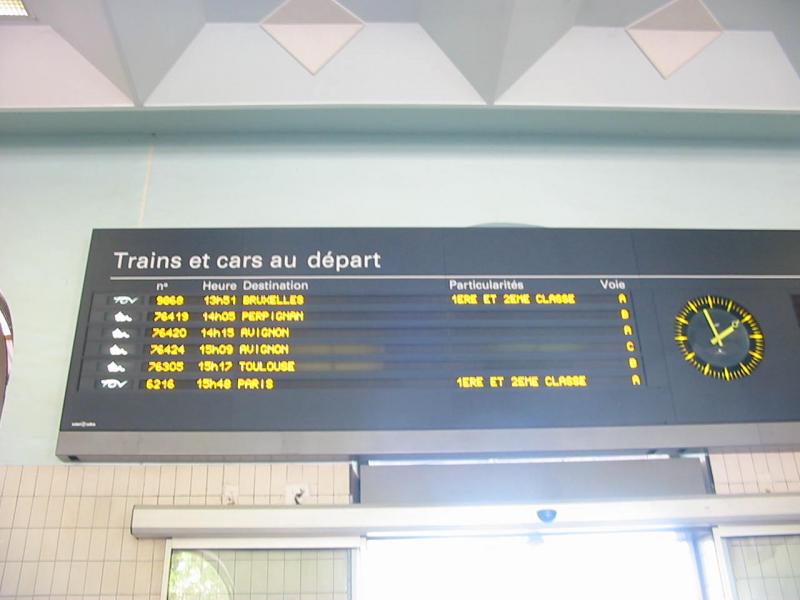 Trains et cars au départ
n° Heure Destination Particularités Voie
TGV 9868 13h51 BRUXELLES 1ERE ET 2EME CLASSE A
76419 14h05 PERPIGNAN B
76420 14h15 AVIGNON A
76424 15h09 AVIGNON C
76305 15h17 TOULOUSE B
TGV 6216 15h48 PARIS 1ERE ET 2EME CLASSE A